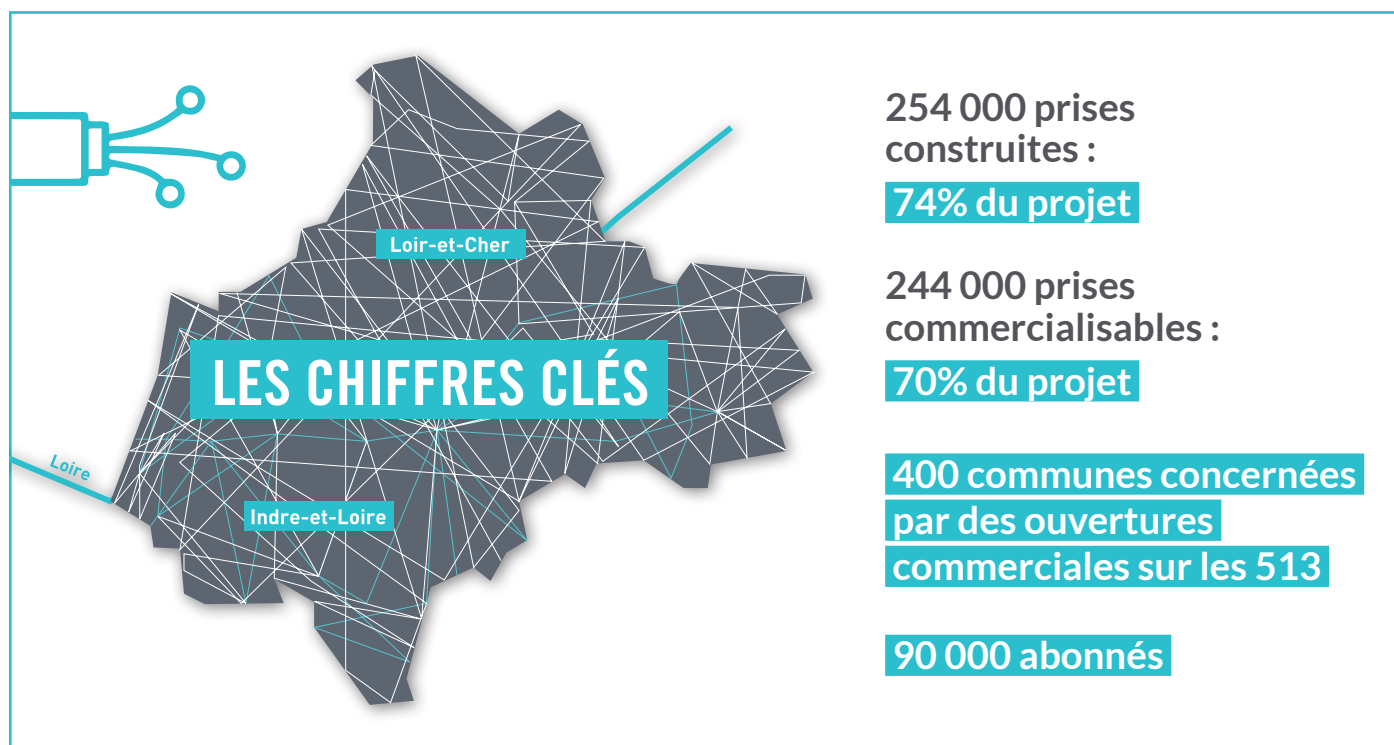 Loir-et-Cher
LES CHIFFRES CLÉS
Loire
Indre-et-Loire
254 000 prises
construites :
74% du projet
244 000 prises
commercialisables :
70% du projet
400 communes concernées
par des ouvertures
commerciales sur les 513
90 000 abonnés